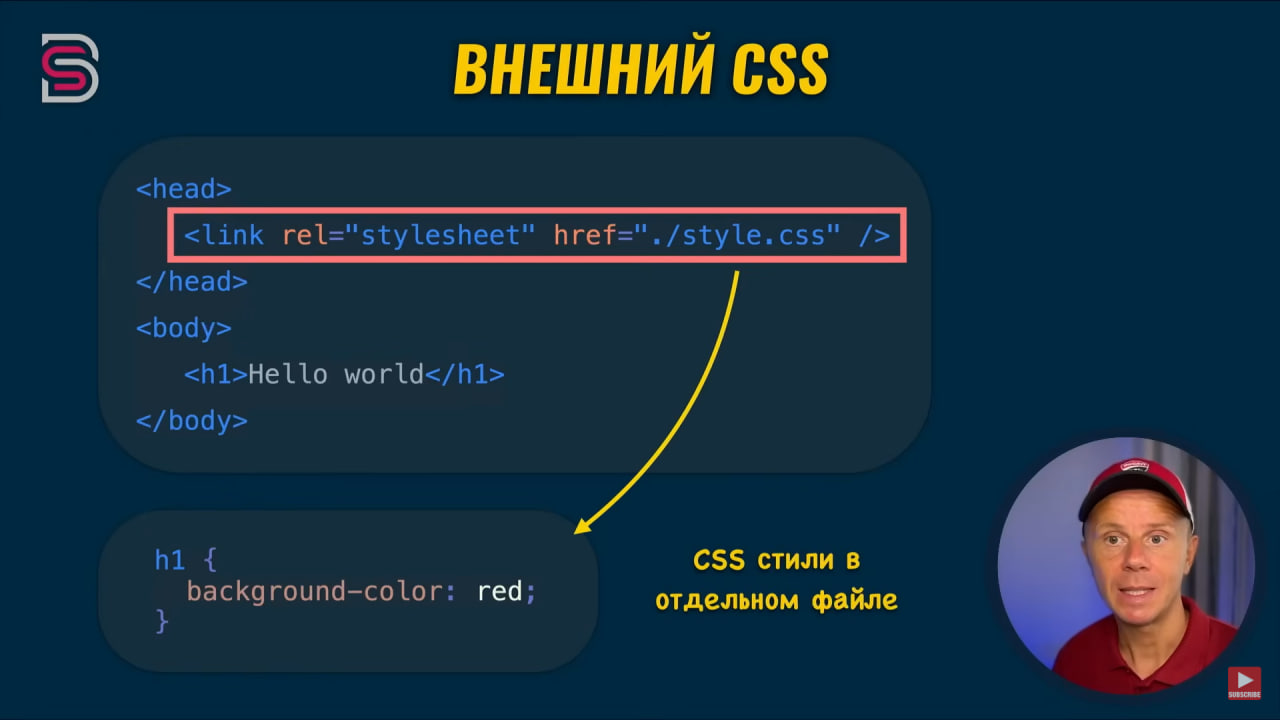 ВНЕШНИЙ CSS
<head>
<link rel="stylesheet" href="./style.css" />
</head>
<body>
<h1>Hello world</h1>
</body>
h1 {
background-color: red;
}
CSS стили в
отдельном файле
SUBSCRIBE